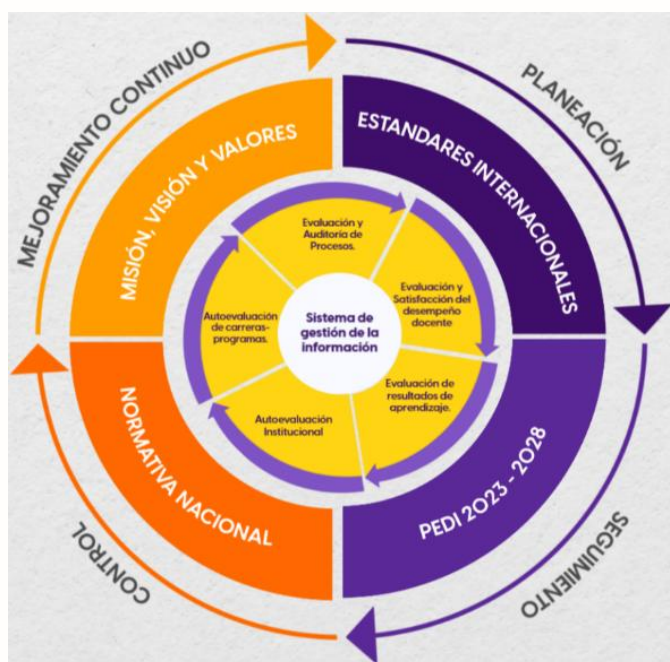 MEJORAMIENTO CONTINUO
PLANEACIÓN
MISIÓN, VISIÓN Y VALORES
ESTANDARES INTERNACIONALES
Evaluación y
Auditoría de
Procesos.
Evaluación y
Satisfacción del
desempeño
docente
Autoevaluación
de carreras-
programas.
Sistema de
gestión de la
información
Evaluación de
resultados de
aprendizaje.
Autoevaluación
Institucional
NORMATIVA NACIONAL
PEDI 2023 - 2028
CONTROL
SEGUIMIENTO